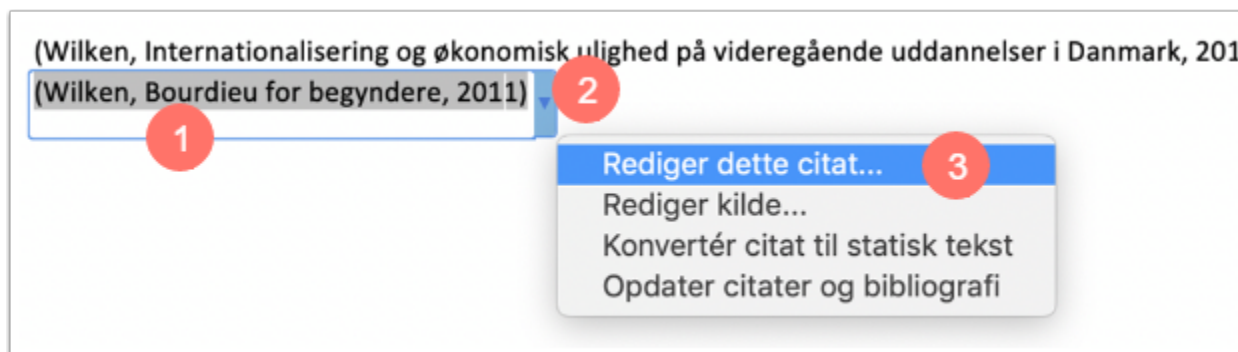 (Wilken, Internationalisering og økonomisk ulighed på videregående uddannelser i Danmark, 201
(Wilken, Bourdieu for begyndere, 2011)
2
1
Rediger dette citat...
3
Rediger kilde...
Konvertér citat til statisk tekst
Opdater citater og bibliografi